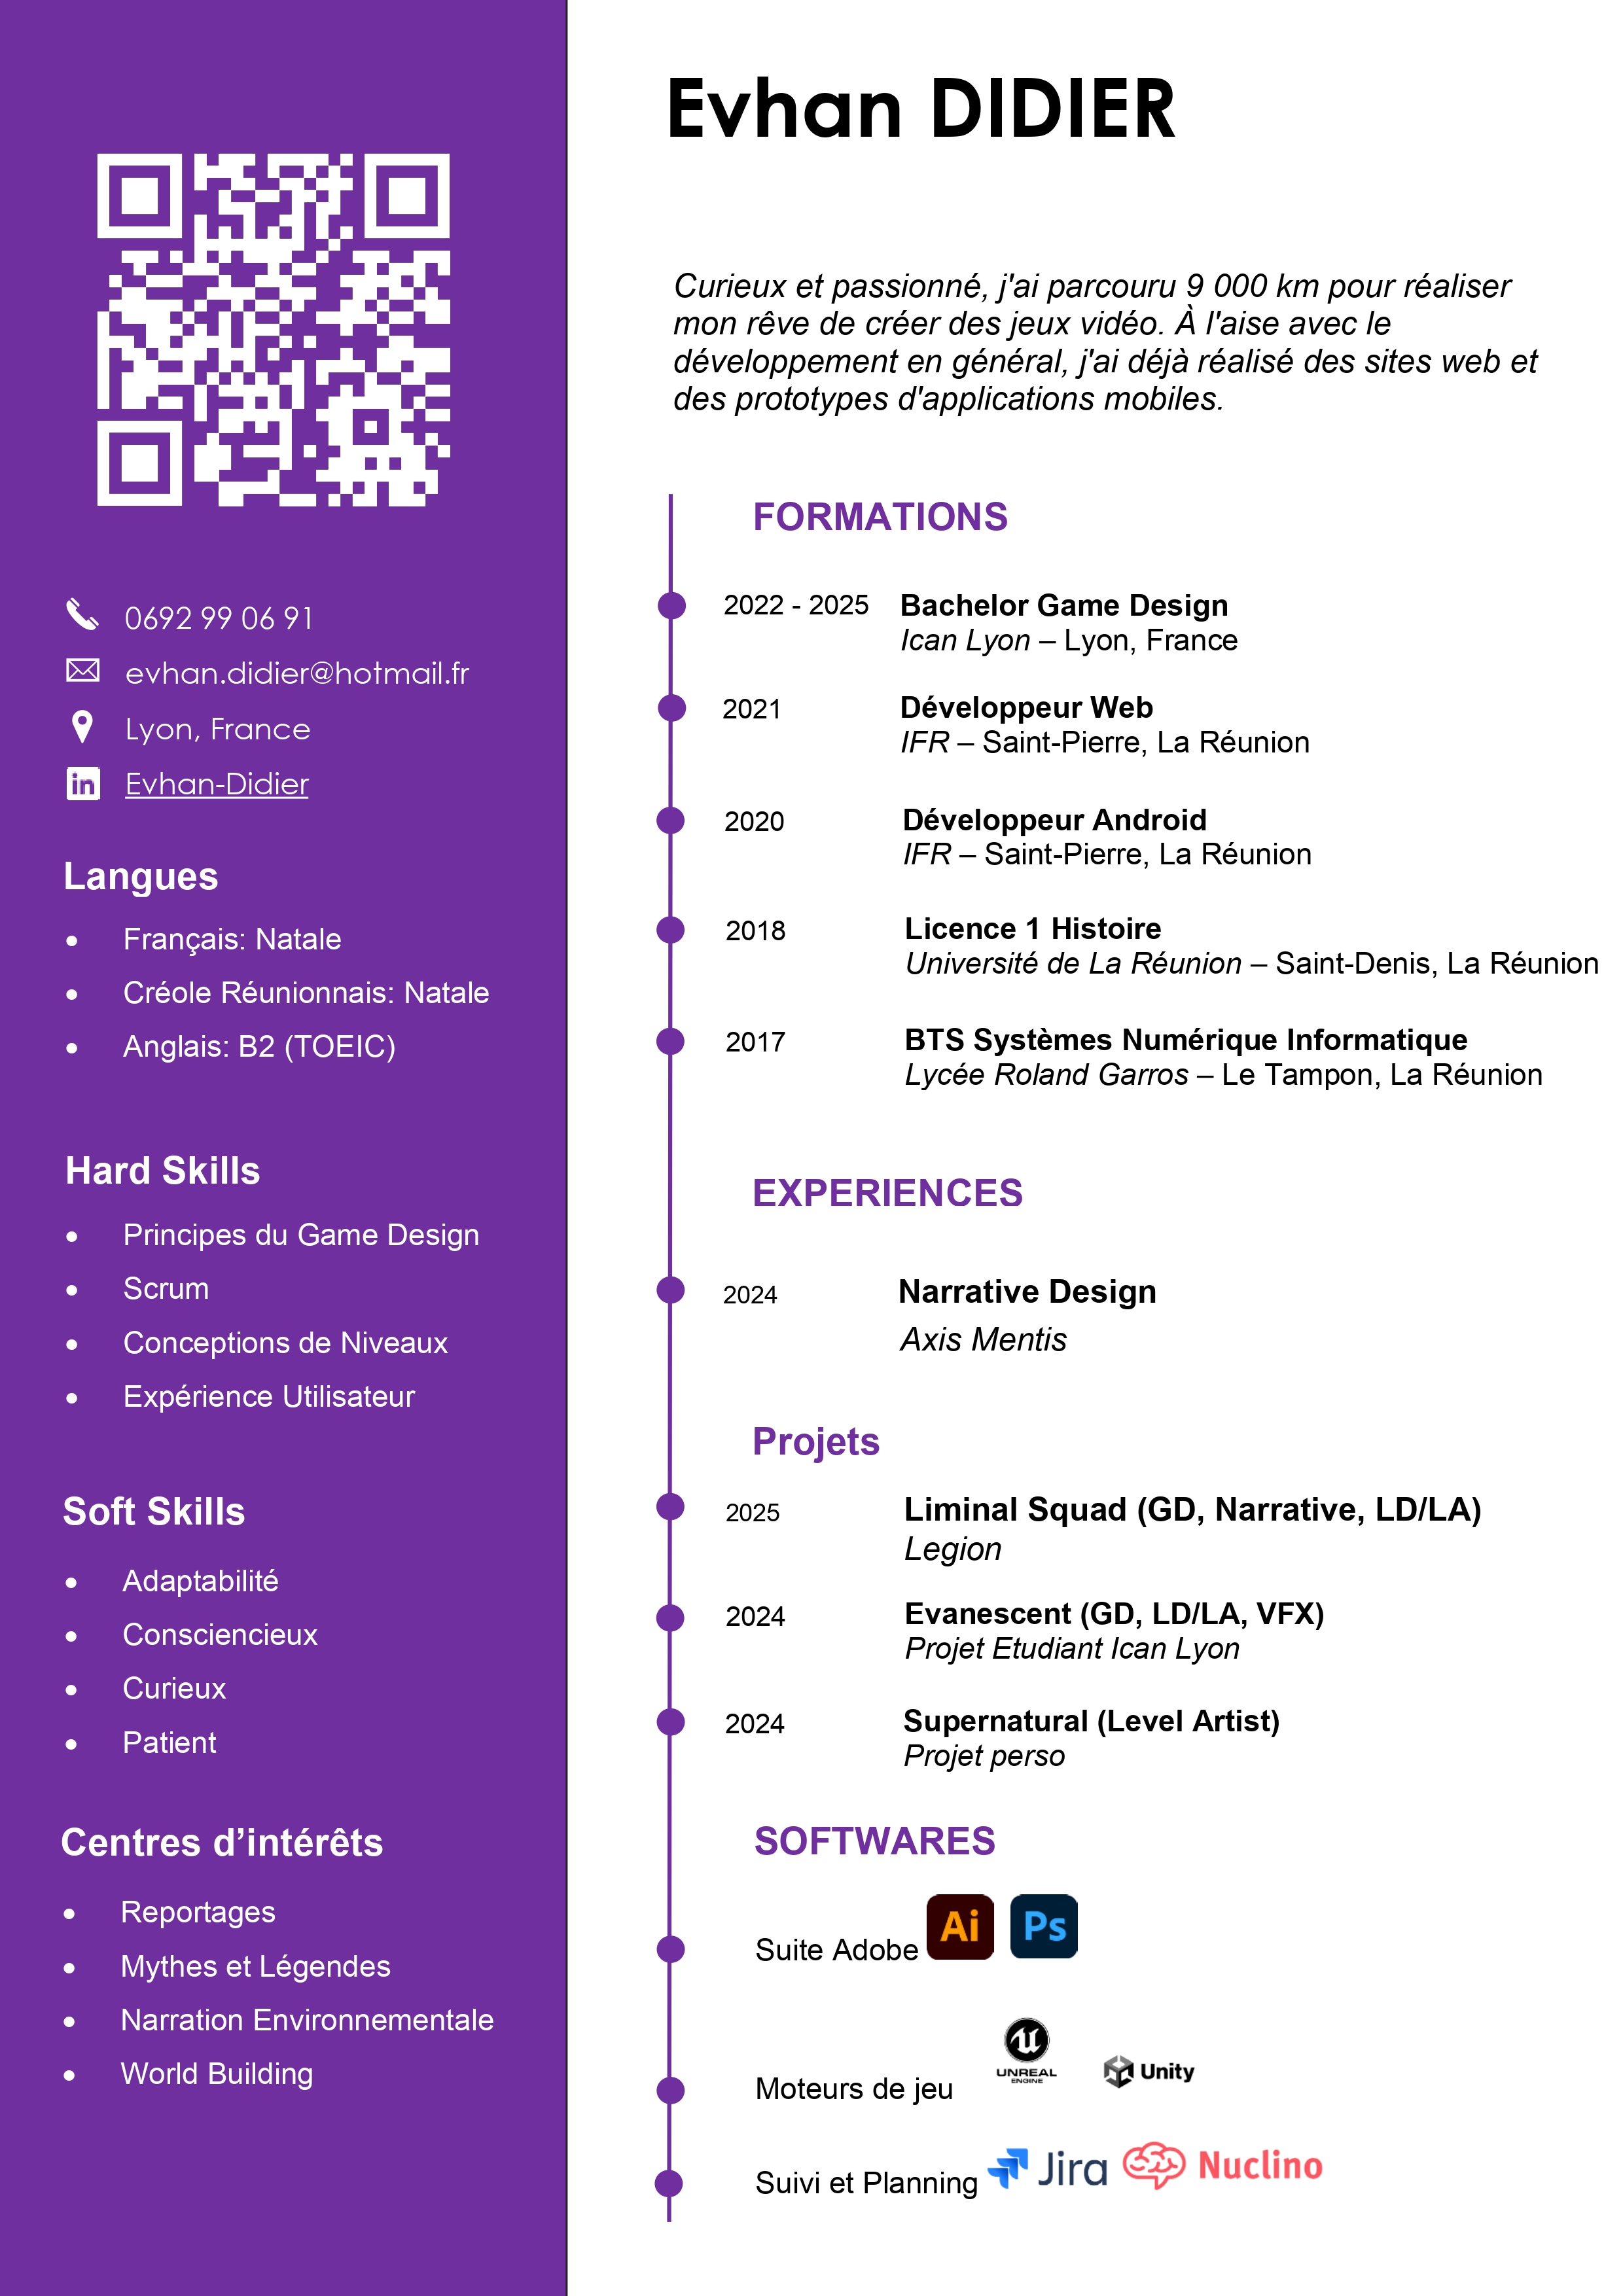 Evhan DIDIER
Curieux et passionné, j'ai parcouru 9 000 km pour réaliser
mon rêve de créer des jeux vidéo. À l'aise avec le
développement en général, j'ai déjà réalisé des sites web et
des prototypes d'applications mobiles.
0692 99 06 91
evhan.didier@hotmail.fr
Lyon, France
in Evhan-Didier
Langues
• Français: Natale
• Créole Réunionnais: Natale
• Anglais: B2 (TOEIC)
Hard Skills
• Principes du Game Design
• Scrum
• Conceptions de Niveaux
• Expérience Utilisateur
Soft Skills
• Adaptabilité
• Consciencieux
• Curieux
• Patient
Centres d’intérêts
• Reportages
• Mythes et Légendes
• Narration Environnementale
• World Building
FORMATIONS
2022 - 2025 Bachelor Game Design
Ican Lyon – Lyon, France
2021 Développeur Web
IFR – Saint-Pierre, La Réunion
2020 Développeur Android
IFR – Saint-Pierre, La Réunion
2018 Licence 1 Histoire
Université de La Réunion – Saint-Denis, La Réunion
2017 BTS Systèmes Numérique Informatique
Lycée Roland Garros – Le Tampon, La Réunion
EXPERIENCES
2024 Narrative Design
Axis Mentis
Projets
2025 Liminal Squad (GD, Narrative, LD/LA)
Legion
2024 Evanescent (GD, LD/LA, VFX)
Projet Etudiant Ican Lyon
2024 Supernatural (Level Artist)
Projet perso
SOFTWARES
Suite Adobe Ai Ps
Moteurs de jeu UNREAL ENGINE Unity
Suivi et Planning Jira Nuclino